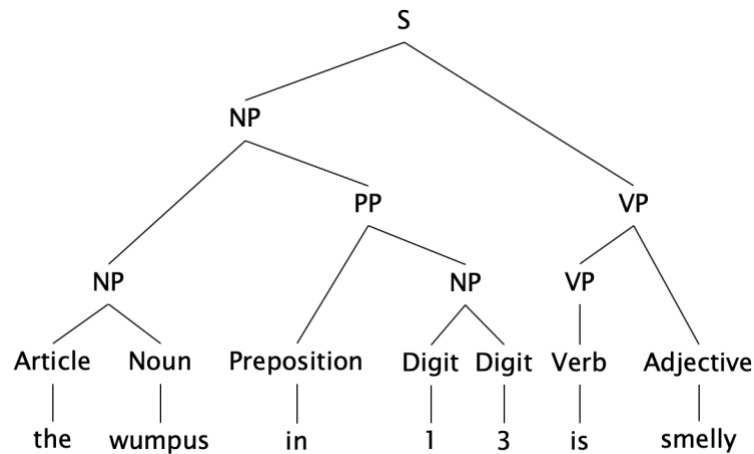 S
NP
PP VP
NP NP VP
Article Noun Preposition Digit Digit Verb Adjective
the wumpus in 1 3 is smelly